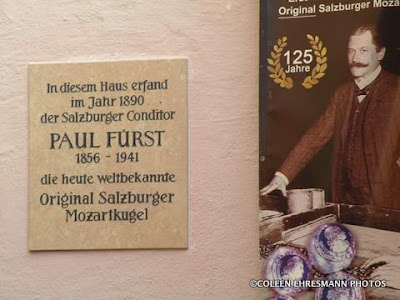 In diesem Haus erfand
im Jahr 1890
der Salzburger Conditor
PAUL FÜRST
1856 - 1941
die heute weltbekannte
Original Salzburger
Mozartkugel
Original Salzburger Moza
125
Jahre
©COLEEN EHRESMANN PHOTOS